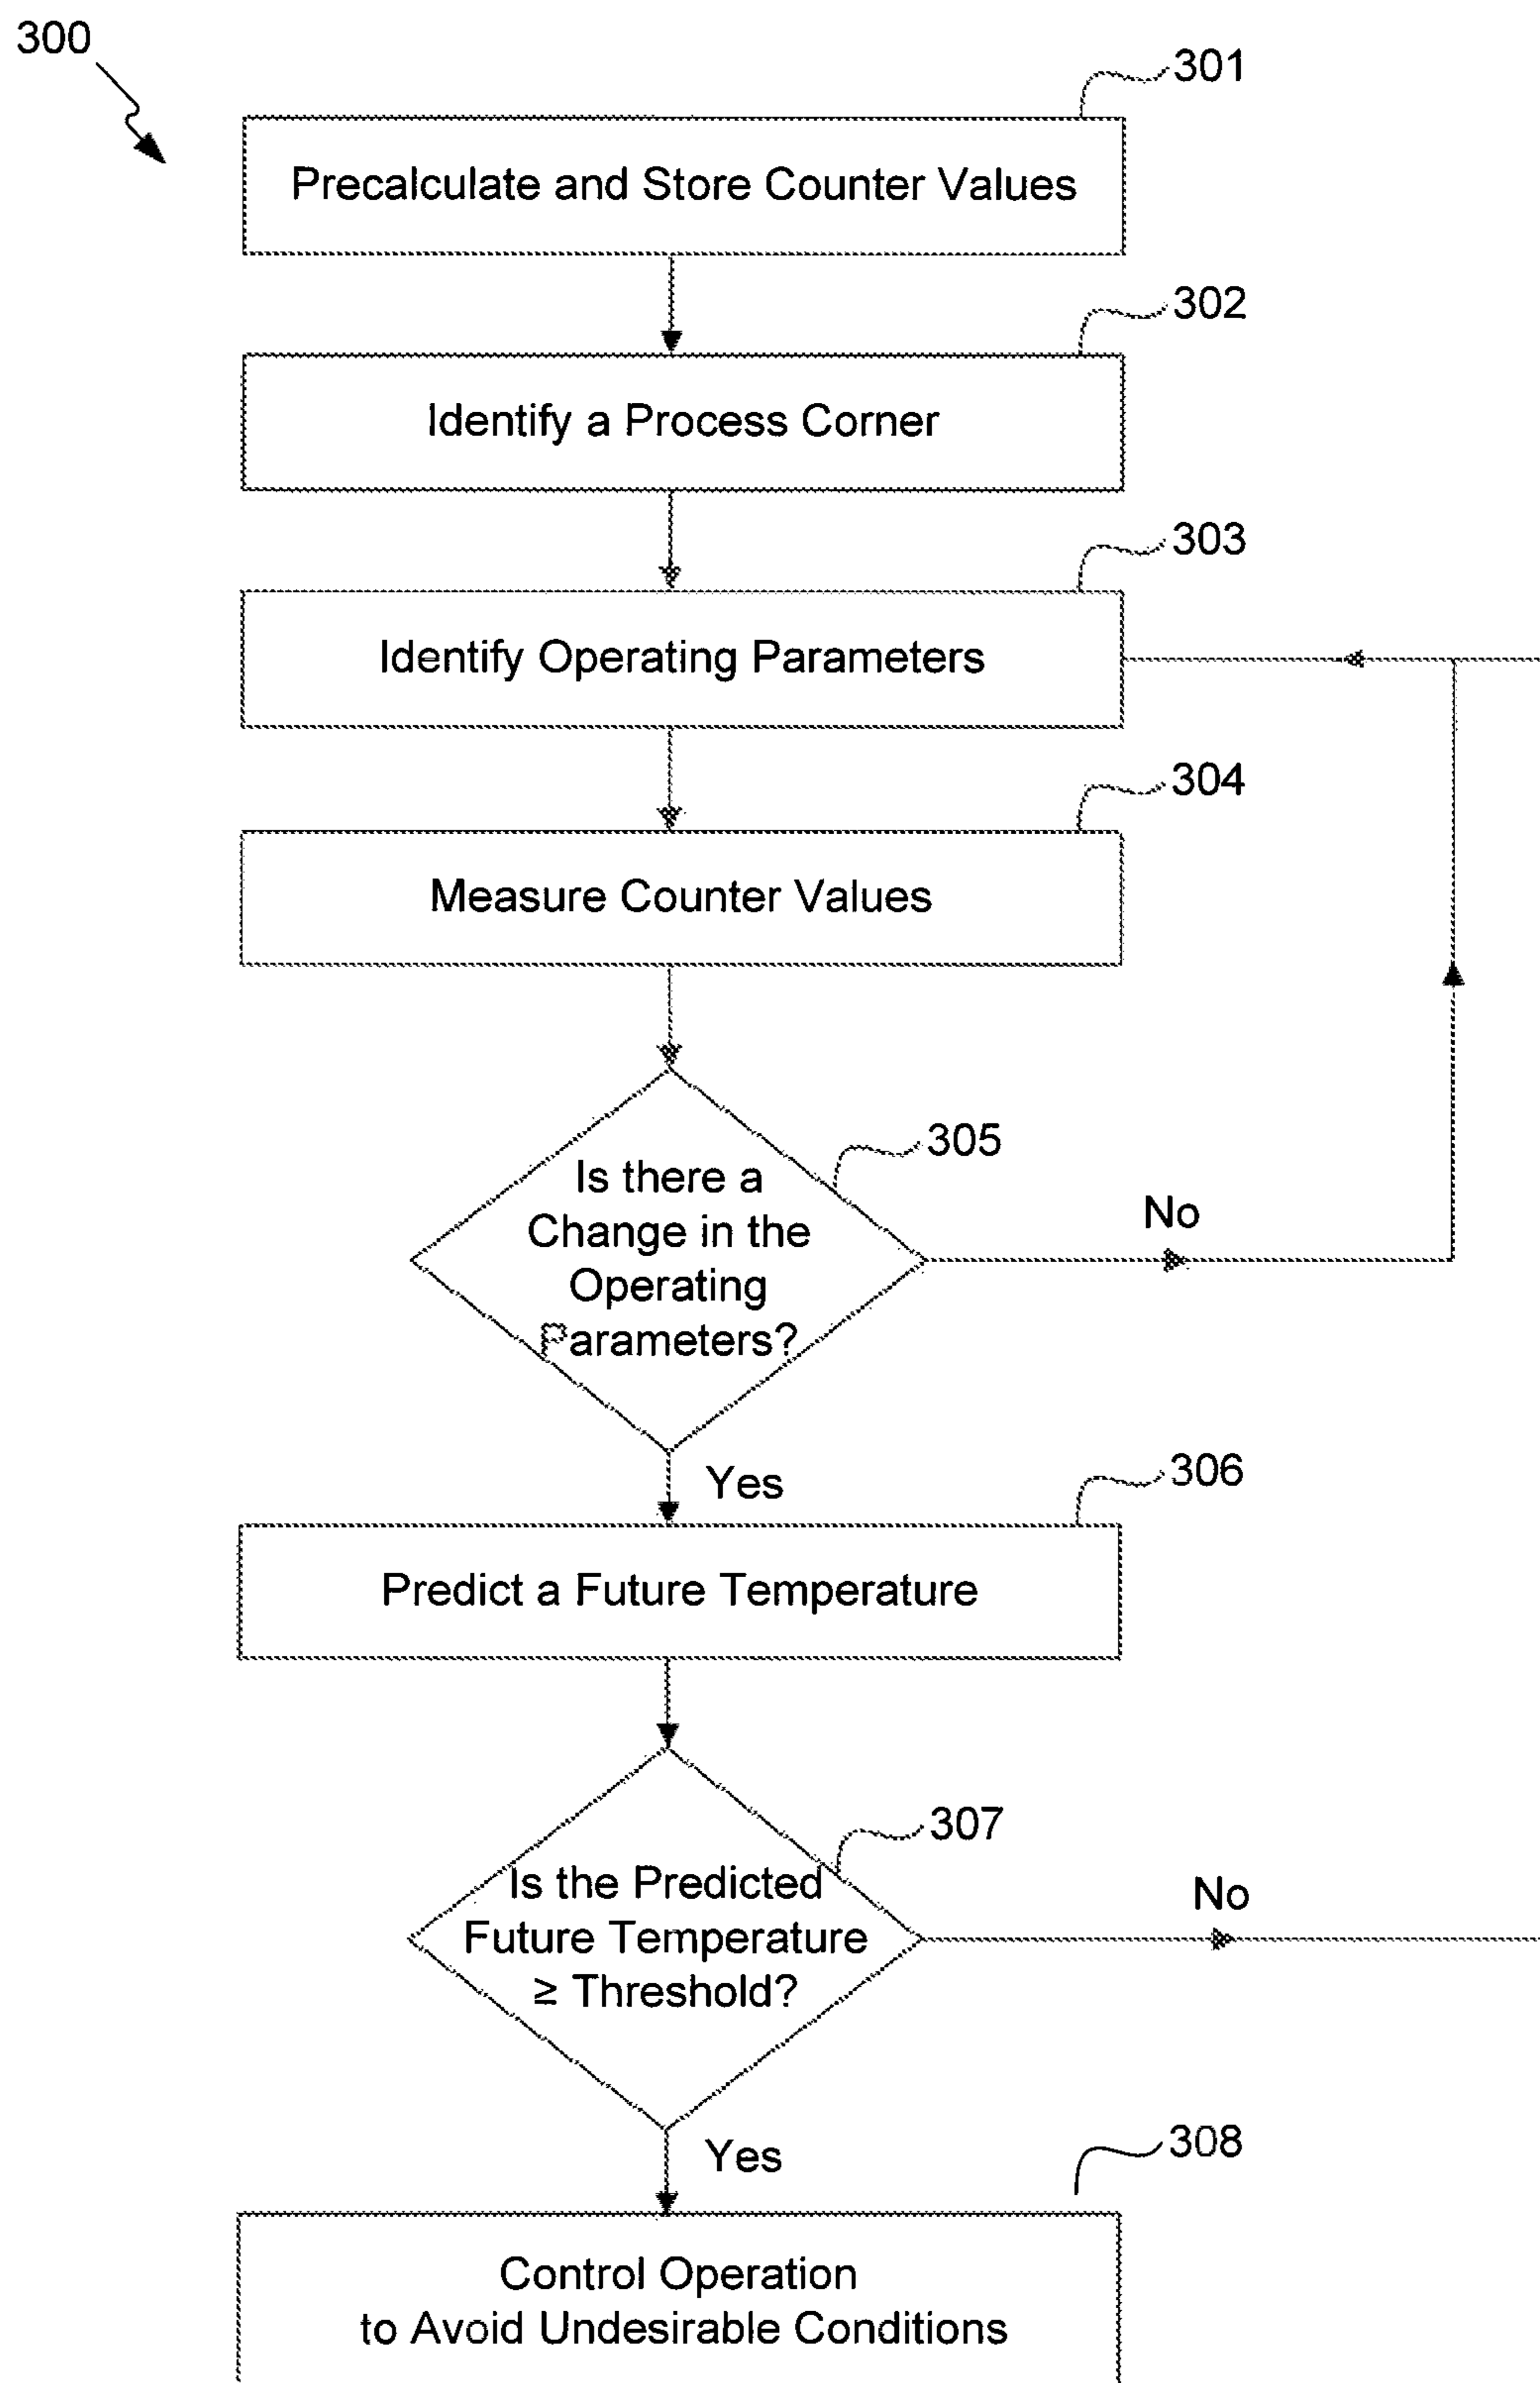 300
301
Precalculate and Store Counter Values
302
Identify a Process Corner
303
Identify Operating Parameters
304
Measure Counter Values
305
Is there a
Change in the
Operating
Parameters?
No
Yes
306
Predict a Future Temperature
307
Is the Predicted
Future Temperature
≥ Threshold?
No
Yes
308
Control Operation
to Avoid Undesirable Conditions